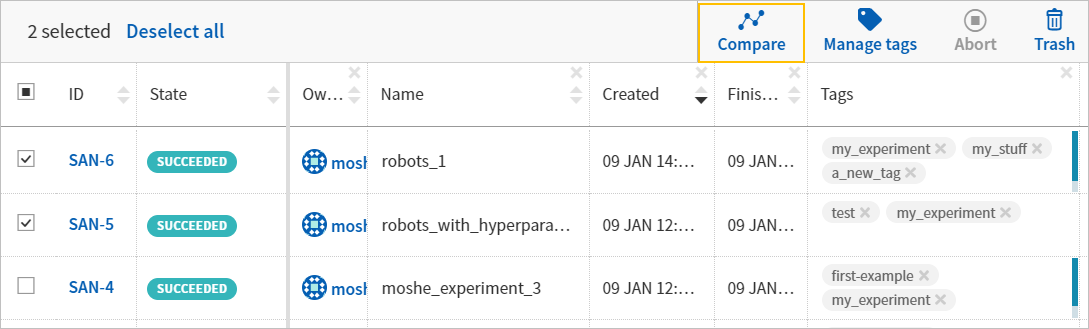 2 selected Deselect all Compare Manage tags Abort Trash
ID State Ow... Name Created Finis... Tags
SAN-6 SUCCEEDED mosh robots_1 09 JAN 14:... 09 JAN... my_experiment my_stuff
a_new_tag
SAN-5 SUCCEEDED mosh robots_with_hyperpara... 09 JAN 12:... 09 JAN... test my_experiment
SAN-4 SUCCEEDED mosh moshe_experiment_3 09 JAN 12:... 09 JAN... first-example
my_experiment